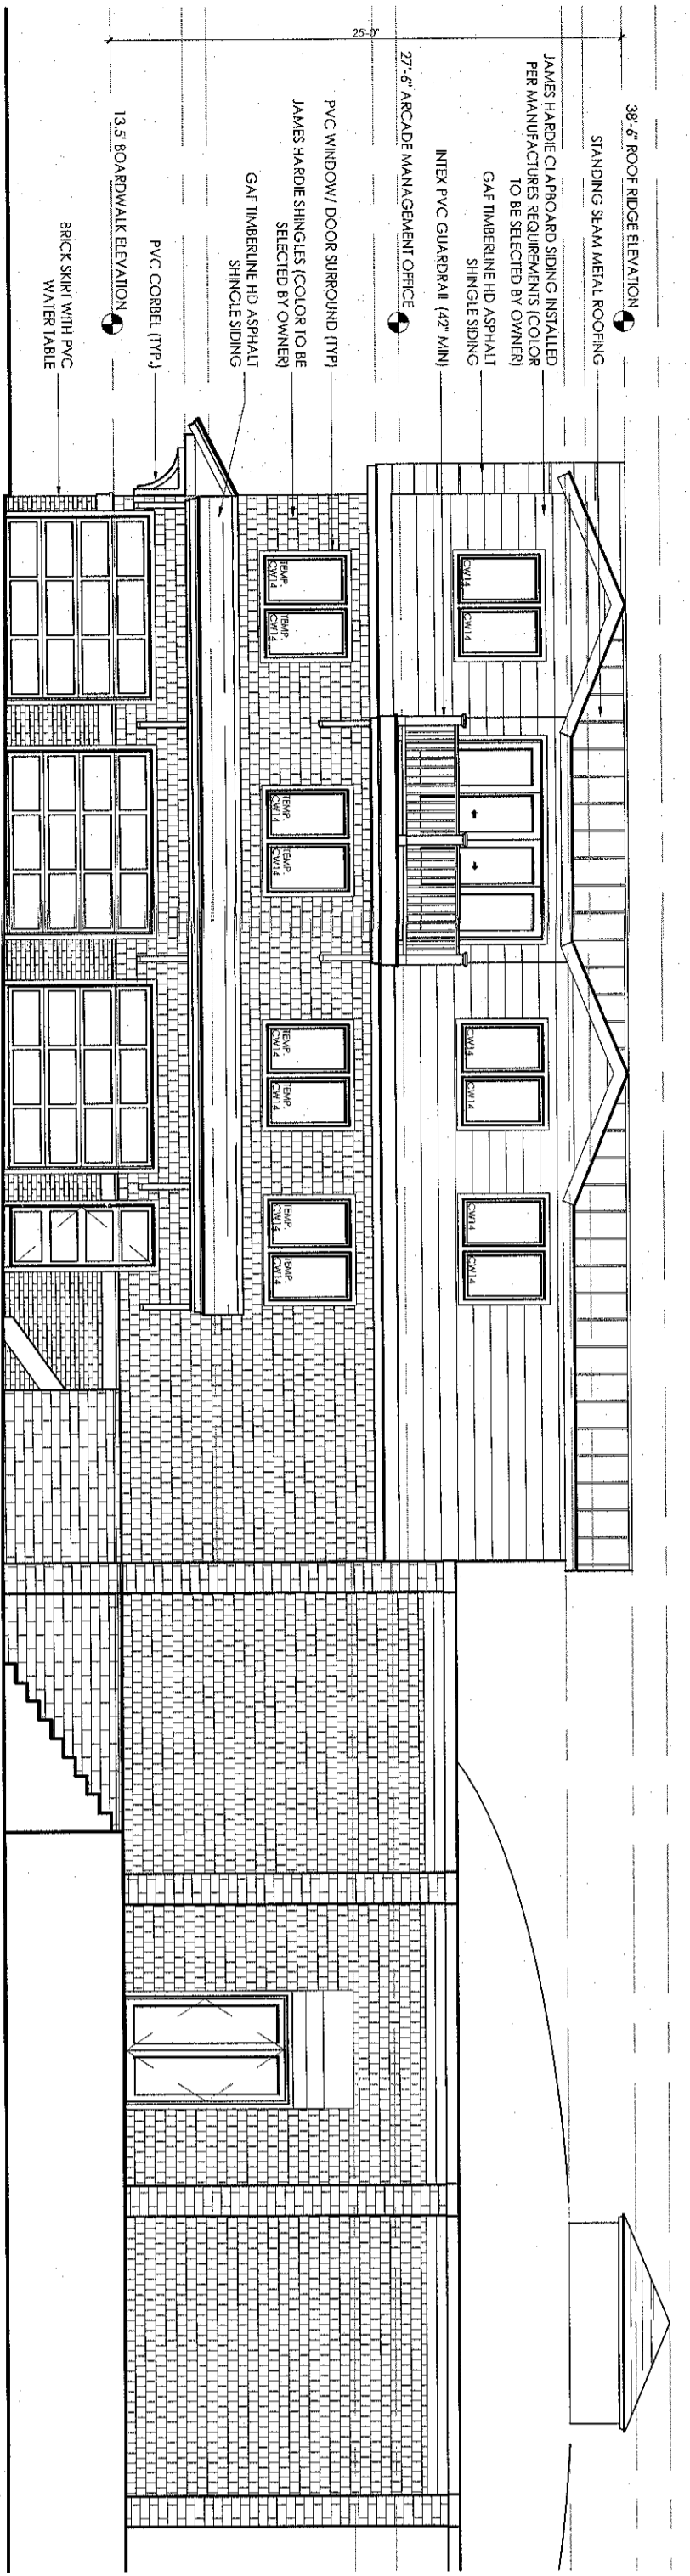 38'-6" ROOF RIDGE ELEVATION
STANDING SEAM METAL ROOFING
JAMES HARDIE CLAPBOARD SIDING INSTALLED
PER MANUFACTURES REQUIREMENTS (COLOR
TO BE SELECTED BY OWNER)
GAF TIMBERLINE HD ASPHALT
SHINGLE SIDING
INTEX PVC GUARDRAIL (42" MIN)
27'-6" ARCADE MANAGEMENT OFFICE
PVC WINDOW/ DOOR SURROUND (TYP)
JAMES HARDIE SHINGLES (COLOR TO BE
SELECTED BY OWNER)
GAF TIMBERLINE HD ASPHALT
SHINGLE SIDING
PVC CORBEL (TYP.)
13.5' BOARDWALK ELEVATION
BRICK SKIRT WITH PVC
WATER TABLE
25'-0"
CW14
CW14
CW14
CW14
CW14
CW14
TEMP.
CW14
TEMP.
CW14
TEMP.
CW14
TEMP.
CW14
TEMP.
CW14
TEMP.
CW14
TEMP.
CW14
TEMP.
CW14